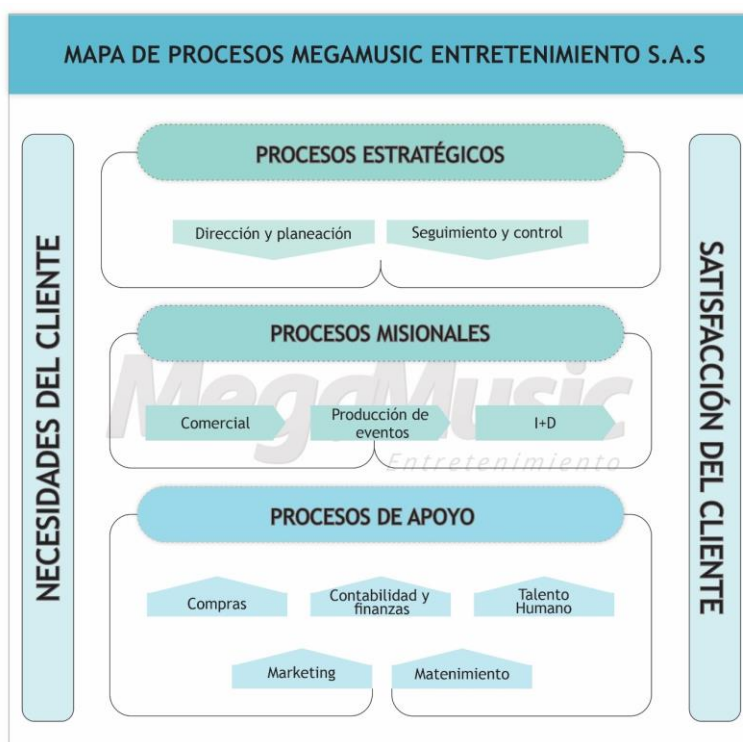 MAPA DE PROCESOS MEGAMUSIC ENTRETENIMIENTO S.A.S
NECESIDADES DEL CLIENTE
PROCESOS ESTRATÉGICOS
Dirección y planeación
Seguimiento y control
PROCESOS MISIONALES
MegaMusic
Entretenimiento
Comercial
Producción de
eventos
I+D
PROCESOS DE APOYO
Compras
Contabilidad y
finanzas
Talento
Humano
Marketing
Matenimiento
SATISFACCIÓN DEL CLIENTE